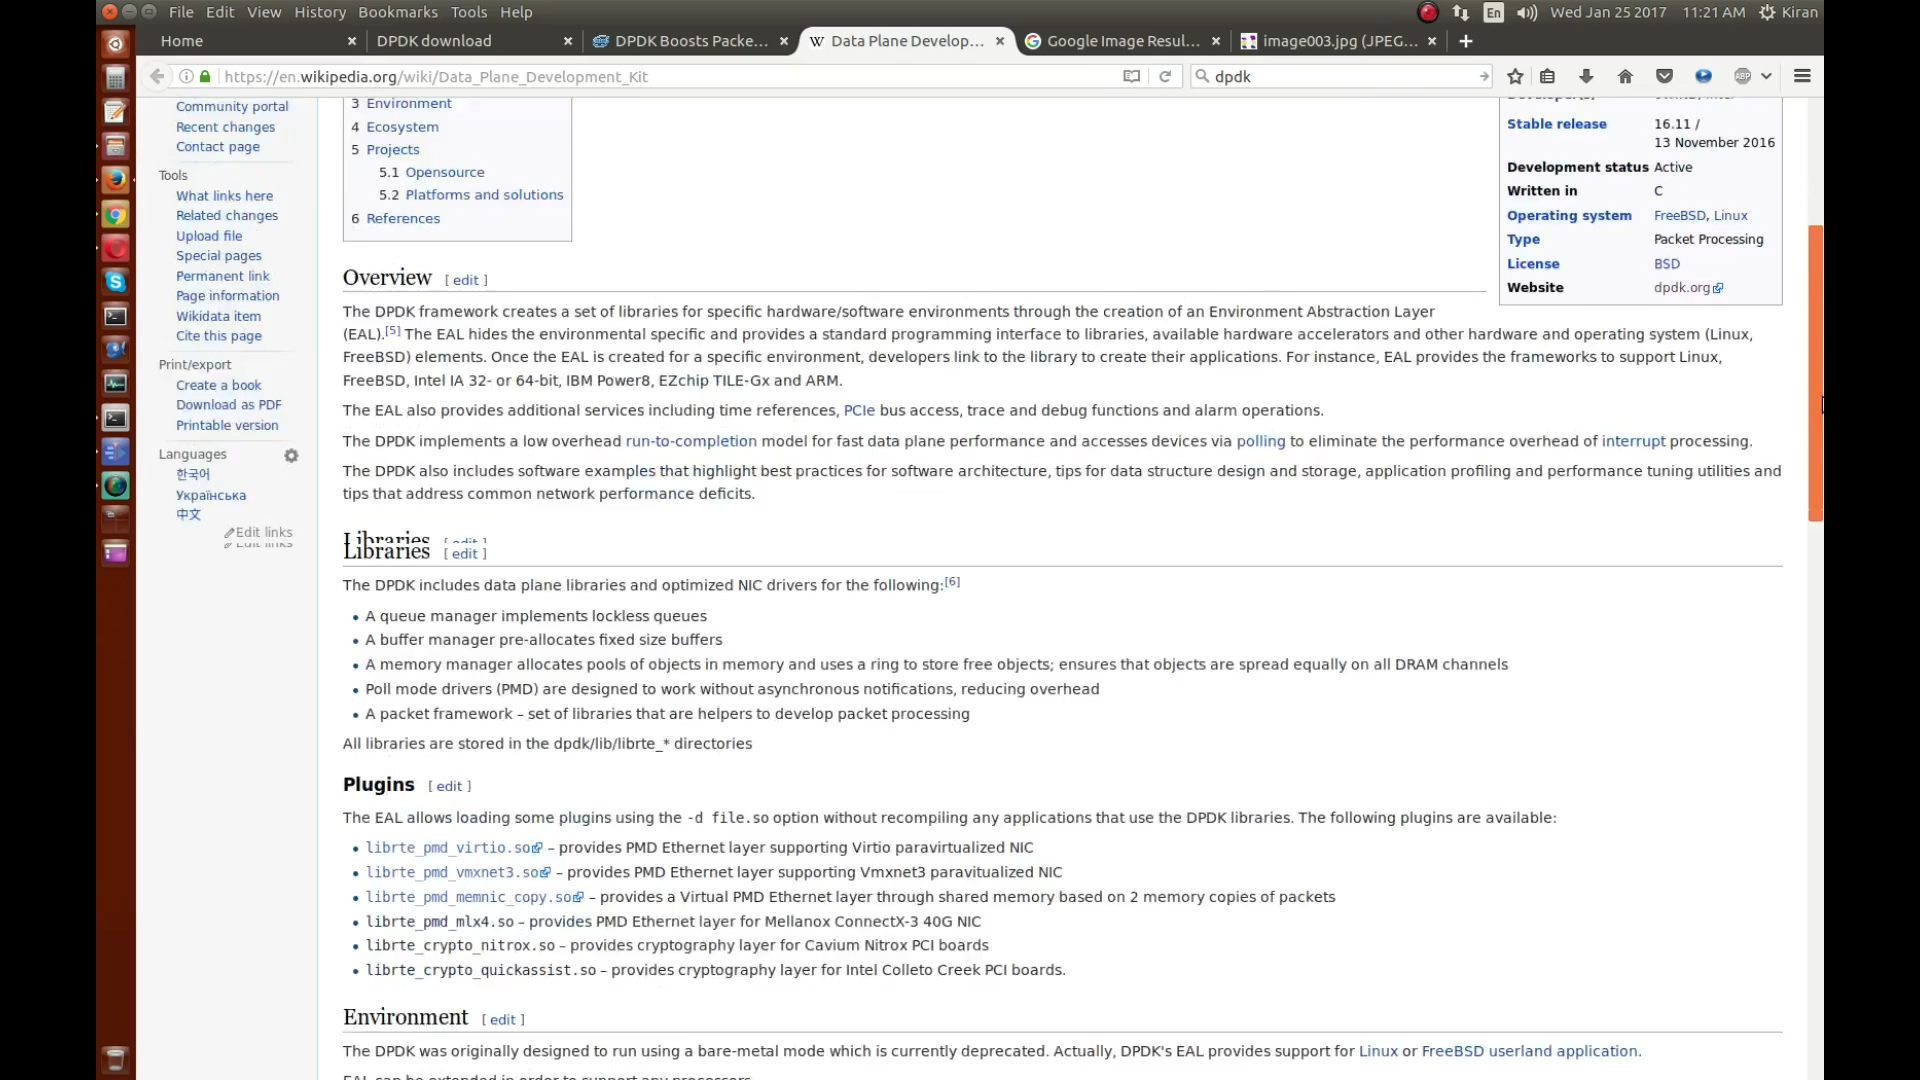 File Edit View History Bookmarks Tools Help
En Wed Jan 25 2017 11:21 AM Kiran
Home DPDK download DPDK Boosts Packe... Data Plane Develop... Google Image Resul... image003.jpg (JPEG...
https://en.wikipedia.org/wiki/Data_Plane_Development_Kit
dpdk
ABP
Community portal
Recent changes
Contact page
Tools
What links here
Related changes
Upload file
Special pages
Permanent link
Page information
Wikidata item
Cite this page
Print/export
Create a book
Download as PDF
Printable version
Languages
한국어
Українська
中文
Edit links
Edit links
3 Environment
4 Ecosystem
5 Projects
5.1 Opensource
5.2 Platforms and solutions
6 References
Stable release 16.11 /
13 November 2016
Development status Active
Written in C
Operating system FreeBSD, Linux
Type Packet Processing
License BSD
Website dpdk.org
Overview [ edit ]
The DPDK framework creates a set of libraries for specific hardware/software environments through the creation of an Environment Abstraction Layer
(EAL).[5] The EAL hides the environmental specific and provides a standard programming interface to libraries, available hardware accelerators and other hardware and operating system (Linux,
FreeBSD) elements. Once the EAL is created for a specific environment, developers link to the library to create their applications. For instance, EAL provides the frameworks to support Linux,
FreeBSD, Intel IA 32- or 64-bit, IBM Power8, EZchip TILE-Gx and ARM.
The EAL also provides additional services including time references, PCIe bus access, trace and debug functions and alarm operations.
The DPDK implements a low overhead run-to-completion model for fast data plane performance and accesses devices via polling to eliminate the performance overhead of interrupt processing.
The DPDK also includes software examples that highlight best practices for software architecture, tips for data structure design and storage, application profiling and performance tuning utilities and
tips that address common network performance deficits.
Libraries [ edit ]
Libraries [ edit ]
The DPDK includes data plane libraries and optimized NIC drivers for the following:[6]
• A queue manager implements lockless queues
• A buffer manager pre-allocates fixed size buffers
• A memory manager allocates pools of objects in memory and uses a ring to store free objects; ensures that objects are spread equally on all DRAM channels
• Poll mode drivers (PMD) are designed to work without asynchronous notifications, reducing overhead
• A packet framework – set of libraries that are helpers to develop packet processing
All libraries are stored in the dpdk/lib/librte_* directories
Plugins [ edit ]
The EAL allows loading some plugins using the -d file.so option without recompiling any applications that use the DPDK libraries. The following plugins are available:
• librte_pmd_virtio.so – provides PMD Ethernet layer supporting Virtio paravirtualized NIC
• librte_pmd_vmxnet3.so – provides PMD Ethernet layer supporting Vmxnet3 paravitualized NIC
• librte_pmd_memnic_copy.so – provides a Virtual PMD Ethernet layer through shared memory based on 2 memory copies of packets
• librte_pmd_mlx4.so – provides PMD Ethernet layer for Mellanox ConnectX-3 40G NIC
• librte_crypto_nitrox.so – provides cryptography layer for Cavium Nitrox PCI boards
• librte_crypto_quickassist.so – provides cryptography layer for Intel Colleto Creek PCI boards.
Environment [ edit ]
The DPDK was originally designed to run using a bare-metal mode which is currently deprecated. Actually, DPDK's EAL provides support for Linux or FreeBSD userland application.
EAL can be extended in order to support any processors.